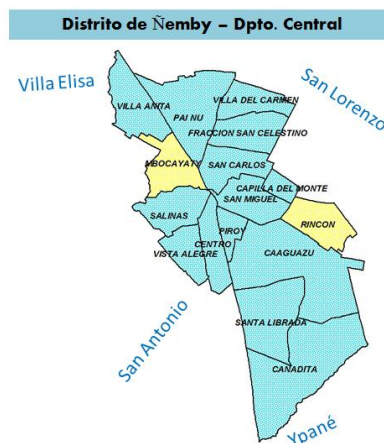 Distrito de Ñemby – Dpto. Central
Villa Elisa
San Lorenzo
VILLA ANITA
PAI NU
VILLA DEL CARMEN
FRACCION SAN CELESTINO
MBOCAYATY
SAN CARLOS
CAPILLA DEL MONTE
SAN MIGUEL
SALINAS
PIROY
RINCON
CENTRO
VISTA ALEGRE
CAAGUAZU
San Antonio
SANTA LIBRADA
CAÑADITA
Ypané